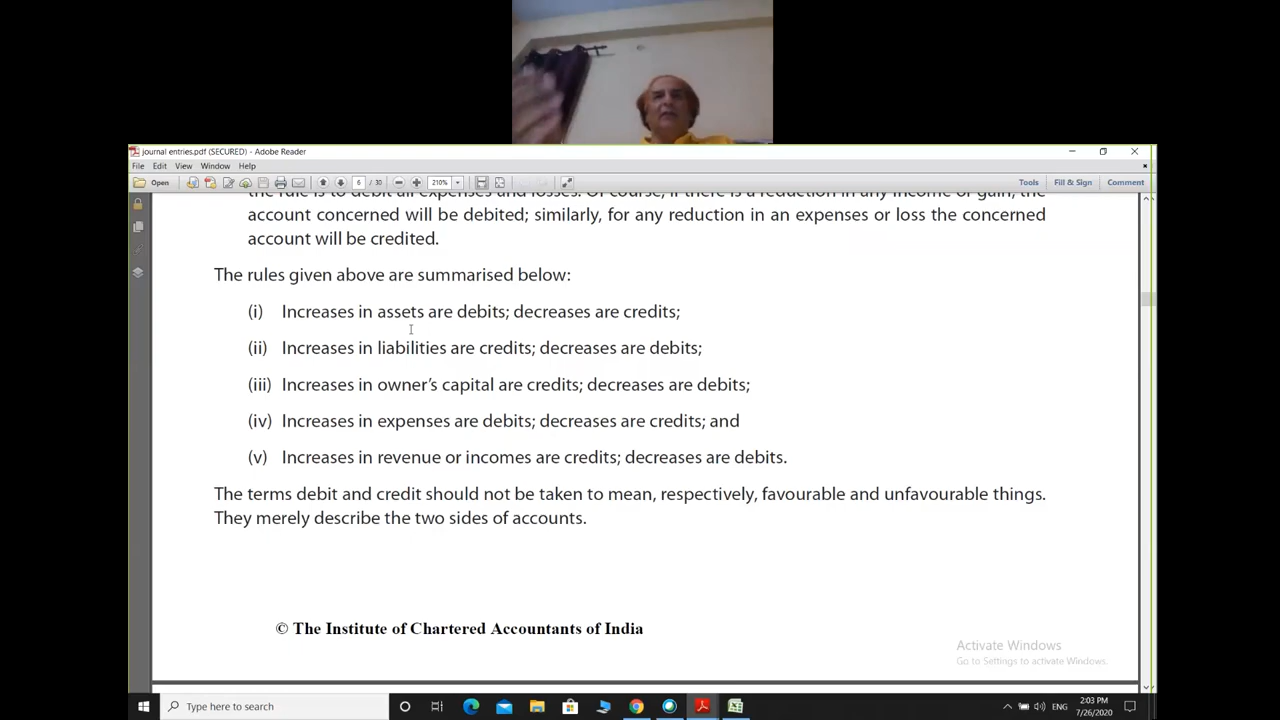 journal entries.pdf (SECURED) - Adobe Reader
File Edit View Window Help
Open 6 / 30 210% Tools Fill & Sign Comment
account concerned will be debited; similarly, for any reduction in an expenses or loss the concerned
account will be credited.
The rules given above are summarised below:
(i) Increases in assets are debits; decreases are credits;
(ii) Increases in liabilities are credits; decreases are debits;
(iii) Increases in owner’s capital are credits; decreases are debits;
(iv) Increases in expenses are debits; decreases are credits; and
(v) Increases in revenue or incomes are credits; decreases are debits.
The terms debit and credit should not be taken to mean, respectively, favourable and unfavourable things.
They merely describe the two sides of accounts.
© The Institute of Chartered Accountants of India
Activate Windows
Go to Settings to activate Windows.
Type here to search
ENG
2:03 PM
7/26/2020